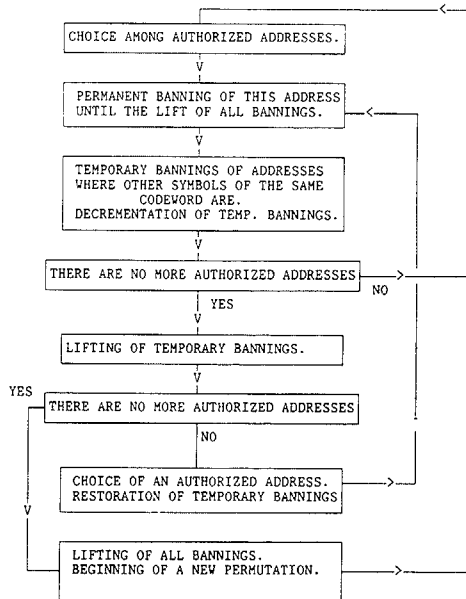 CHOICE AMONG AUTHORIZED ADDRESSES.
PERMANENT BANNING OF THIS ADDRESS
UNTIL THE LIFT OF ALL BANNINGS.
TEMPORARY BANNINGS OF ADDRESSES
WHERE OTHER SYMBOLS OF THE SAME
CODEWORD ARE.
DECREMENTATION OF TEMP. BANNINGS.
THERE ARE NO MORE AUTHORIZED ADDRESSES
NO
YES
LIFTING OF TEMPORARY BANNINGS.
YES
THERE ARE NO MORE AUTHORIZED ADDRESSES
NO
CHOICE OF AN AUTHORIZED ADDRESS.
RESTORATION OF TEMPORARY BANNINGS
LIFTING OF ALL BANNINGS.
BEGINNING OF A NEW PERMUTATION.